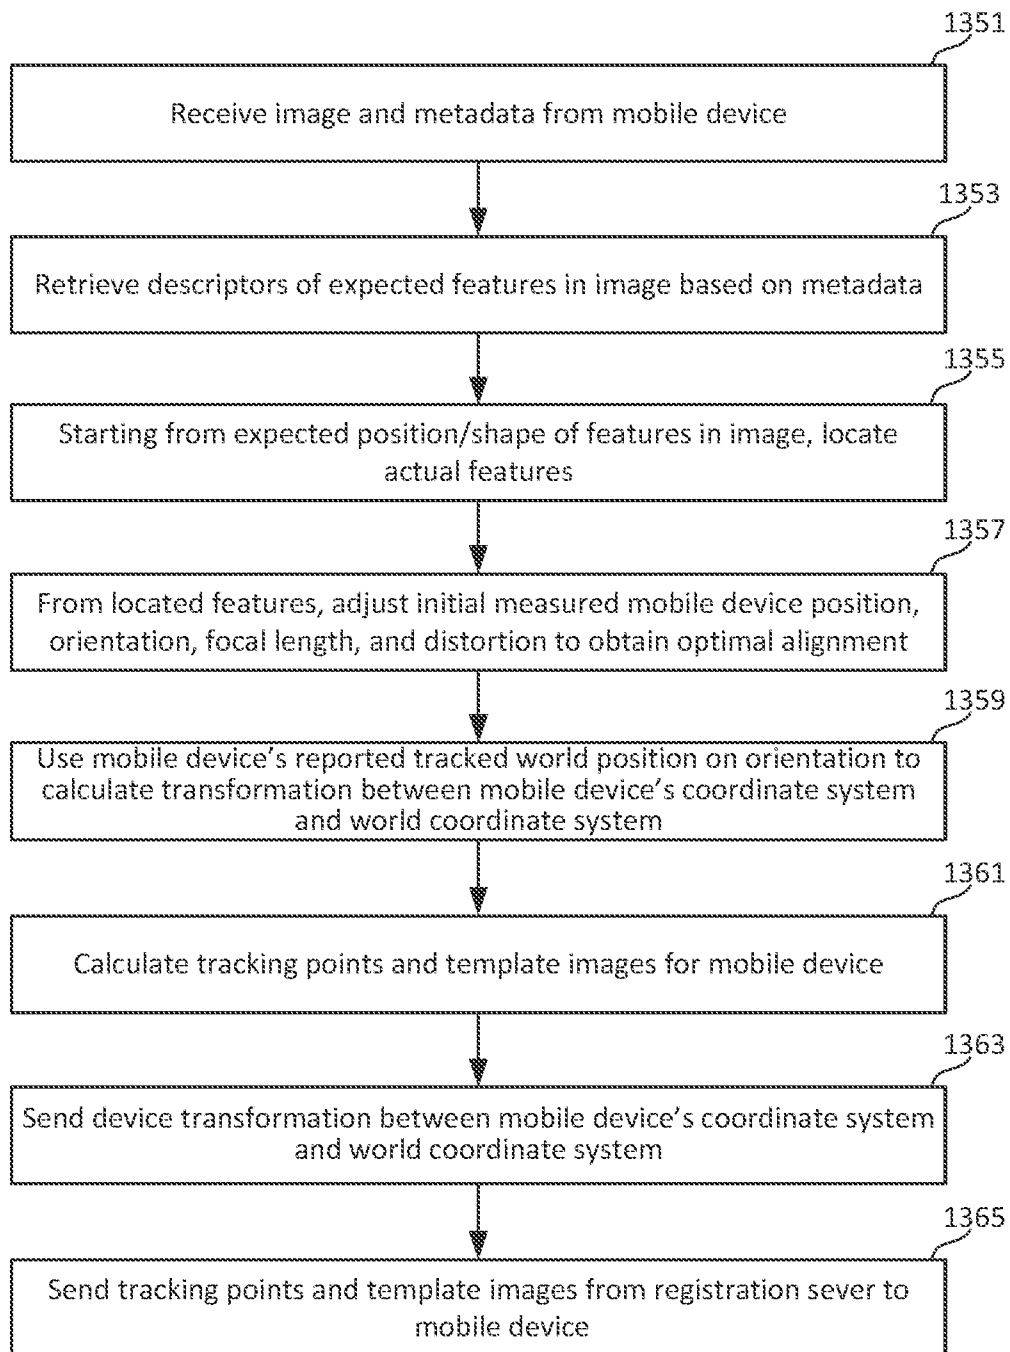 1351
Receive image and metadata from mobile device
1353
Retrieve descriptors of expected features in image based on metadata
1355
Starting from expected position/shape of features in image, locate
actual features
1357
From located features, adjust initial measured mobile device position,
orientation, focal length, and distortion to obtain optimal alignment
1359
Use mobile device's reported tracked world position on orientation to
calculate transformation between mobile device's coordinate system
and world coordinate system
1361
Calculate tracking points and template images for mobile device
1363
Send device transformation between mobile device's coordinate system
and world coordinate system
1365
Send tracking points and template images from registration sever to
mobile device